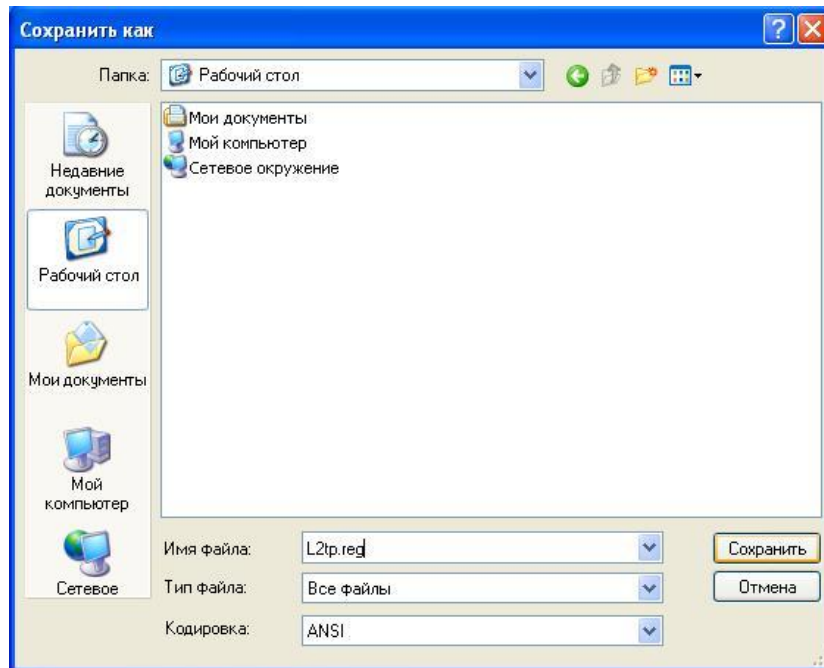 Сохранить как
Папка: Рабочий стол
Мои документы
Мой компьютер
Сетевое окружение
Недавние
документы
Рабочий стол
Мои документы
Мой
компьютер
Сетевое
Имя файла: L2tp.reg Сохранить
Тип файла: Все файлы Отмена
Кодировка: ANSI